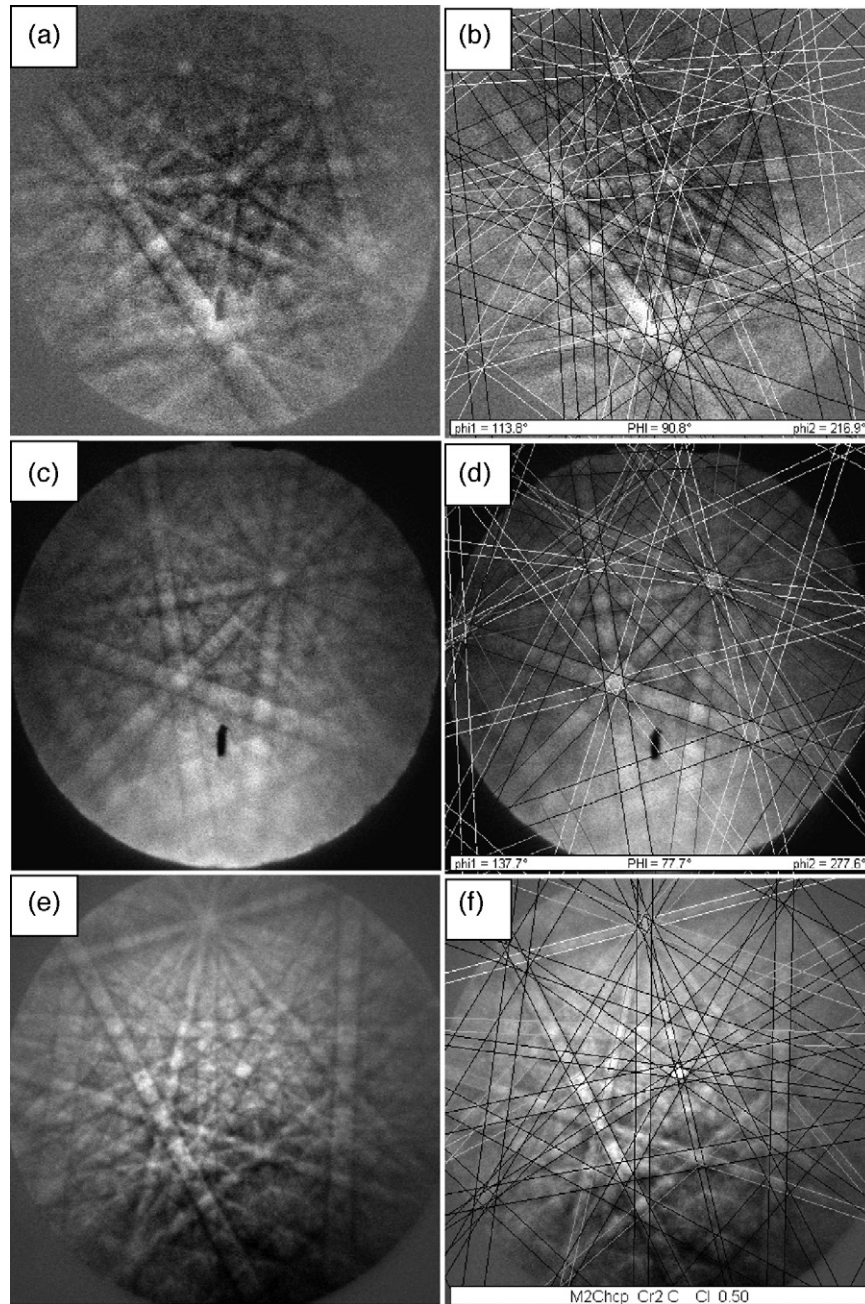 (a)
(b)
phi1 = 113.8° PHI = 90.8° phi2 = 216.9°
(c)
(d)
phi1 = 137.7° PHI = 77.7° phi2 = 277.6°
(e)
(f)
M2Chcp Cr2 C CI 0.50